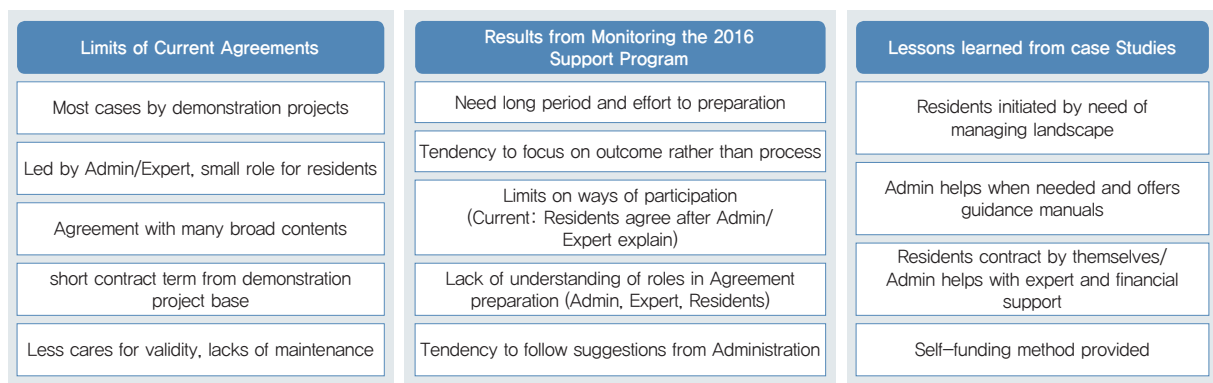 Limits of Current Agreements
Most cases by demonstration projects
Led by Admin/Expert, small role for residents
Agreement with many broad contents
short contract term from demonstration
project base
Less cares for validity, lacks of maintenance
Results from Monitoring the 2016
Support Program
Need long period and effort to preparation
Tendency to focus on outcome rather than process
Limits on ways of participation
(Current: Residents agree after Admin/
Expert explain)
Lack of understanding of roles in Agreement
preparation (Admin, Expert, Residents)
Tendency to follow suggestions from Administration
Lessons learned from case Studies
Residents initiated by need of
managing landscape
Admin helps when needed and offers
guidance manuals
Residents contract by themselves/
Admin helps with expert and financial
support
Self-funding method provided